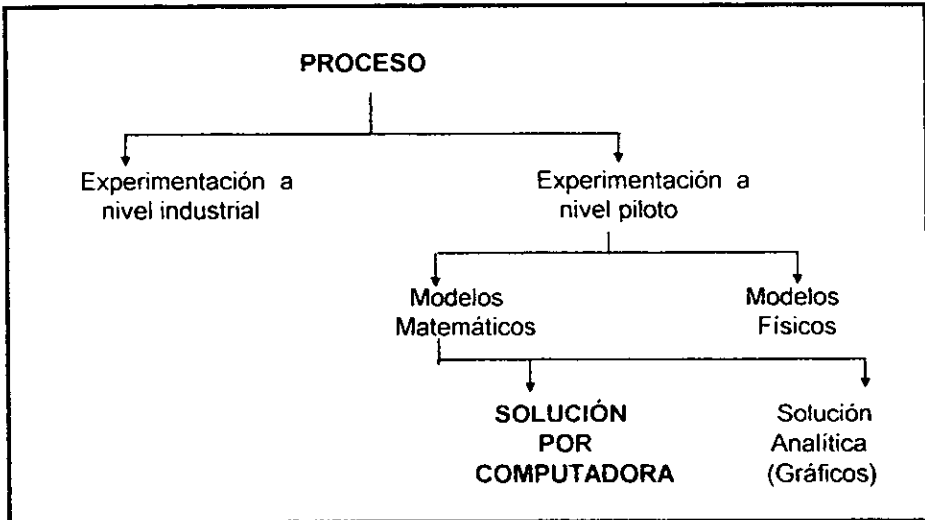 PROCESO
Experimentación a
nivel industrial
Experimentación a
nivel piloto
Modelos
Matemáticos
Modelos
Físicos
SOLUCIÓN
POR
COMPUTADORA
Solución
Analítica
(Gráficos)